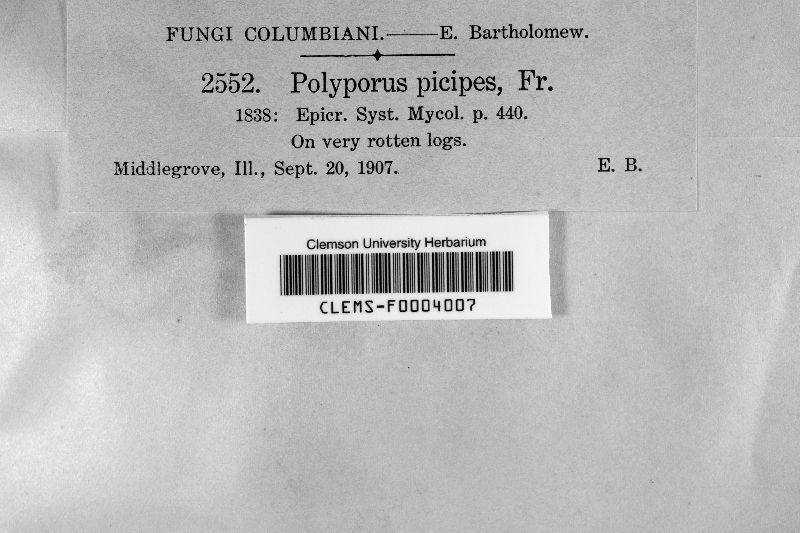 FUNGI COLUMBIANI.——E. Bartholomew.
2552. Polyporus picipes, Fr.
1838: Epicr. Syst. Mycol. p. 440.
On very rotten logs.
Middlegrove, Ill., Sept. 20, 1907. E. B.
Clemson University Herbarium
CLEMS-F0004007